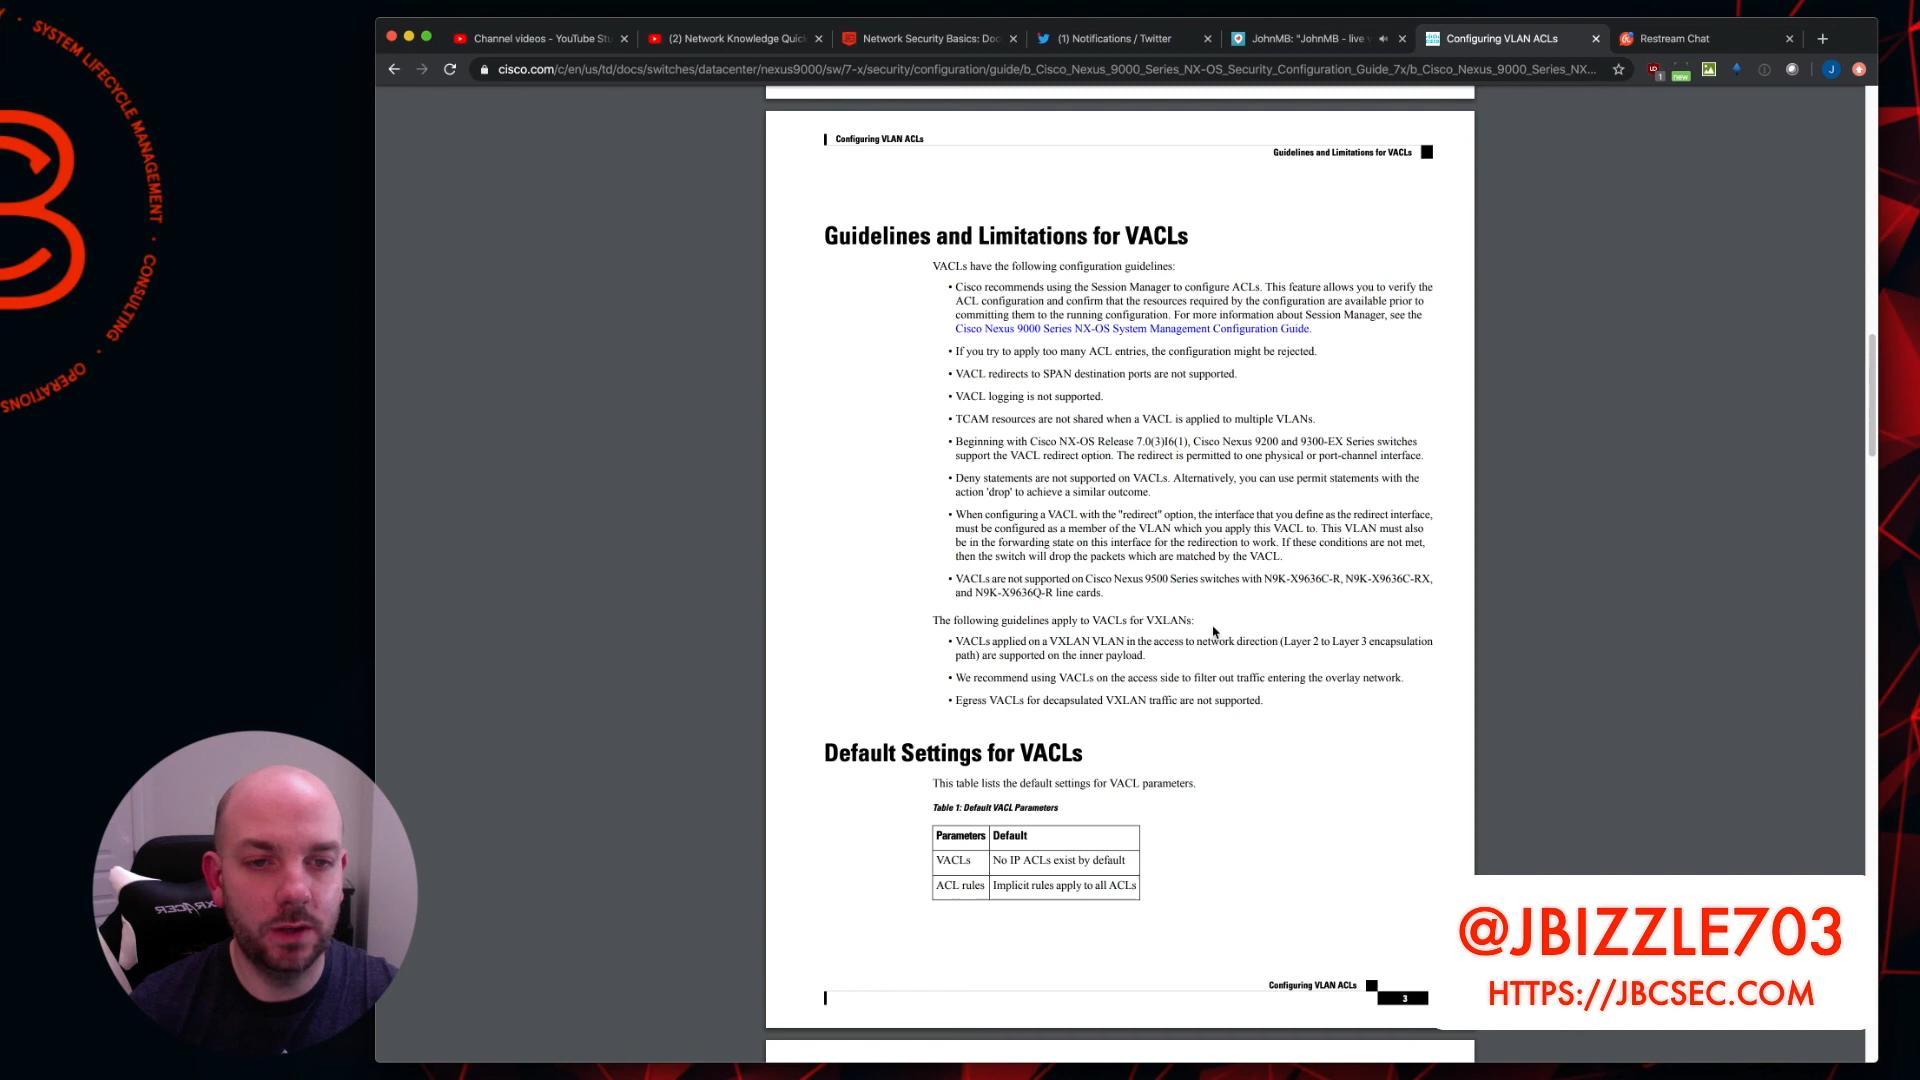 SYSTEM LIFECYCLE MANAGEMENT · CONSULTING · OPERATIONS
Channel videos - YouTube Stu
(2) Network Knowledge Quic
Network Security Basics: Doc
(1) Notifications / Twitter
JohnMB: "JohnMB - live
Configuring VLAN ACLs
Restream Chat
cisco.com/c/en/us/td/docs/switches/datacenter/nexus9000/sw/7-x/security/configuration/guide/b_Cisco_Nexus_9000_Series_NX-OS_Security_Configuration_Guide_7x/b_Cisco_Nexus_9000_Series_NX...
1
new
J
Configuring VLAN ACLs
Guidelines and Limitations for VACLs
Guidelines and Limitations for VACLs
VACLs have the following configuration guidelines:
• Cisco recommends using the Session Manager to configure ACLs. This feature allows you to verify the
ACL configuration and confirm that the resources required by the configuration are available prior to
committing them to the running configuration. For more information about Session Manager, see the
Cisco Nexus 9000 Series NX-OS System Management Configuration Guide.
• If you try to apply too many ACL entries, the configuration might be rejected.
• VACL redirects to SPAN destination ports are not supported.
• VACL logging is not supported.
• TCAM resources are not shared when a VACL is applied to multiple VLANs.
• Beginning with Cisco NX-OS Release 7.0(3)I6(1), Cisco Nexus 9200 and 9300-EX Series switches
support the VACL redirect option. The redirect is permitted to one physical or port-channel interface.
• Deny statements are not supported on VACLs. Alternatively, you can use permit statements with the
action 'drop' to achieve a similar outcome.
• When configuring a VACL with the "redirect" option, the interface that you define as the redirect interface,
must be configured as a member of the VLAN which you apply this VACL to. This VLAN must also
be in the forwarding state on this interface for the redirection to work. If these conditions are not met,
then the switch will drop the packets which are matched by the VACL.
• VACLs are not supported on Cisco Nexus 9500 Series switches with N9K-X9636C-R, N9K-X9636C-RX,
and N9K-X9636Q-R line cards.
The following guidelines apply to VACLs for VXLANs:
• VACLs applied on a VXLAN VLAN in the access to network direction (Layer 2 to Layer 3 encapsulation
path) are supported on the inner payload.
• We recommend using VACLs on the access side to filter out traffic entering the overlay network.
• Egress VACLs for decapsulated VXLAN traffic are not supported.
Default Settings for VACLs
This table lists the default settings for VACL parameters.
Table 1: Default VACL Parameters
Parameters Default
VACLs No IP ACLs exist by default
ACL rules Implicit rules apply to all ACLs
Configuring VLAN ACLs
3
@JBIZZLE703
HTTPS://JBCSEC.COM